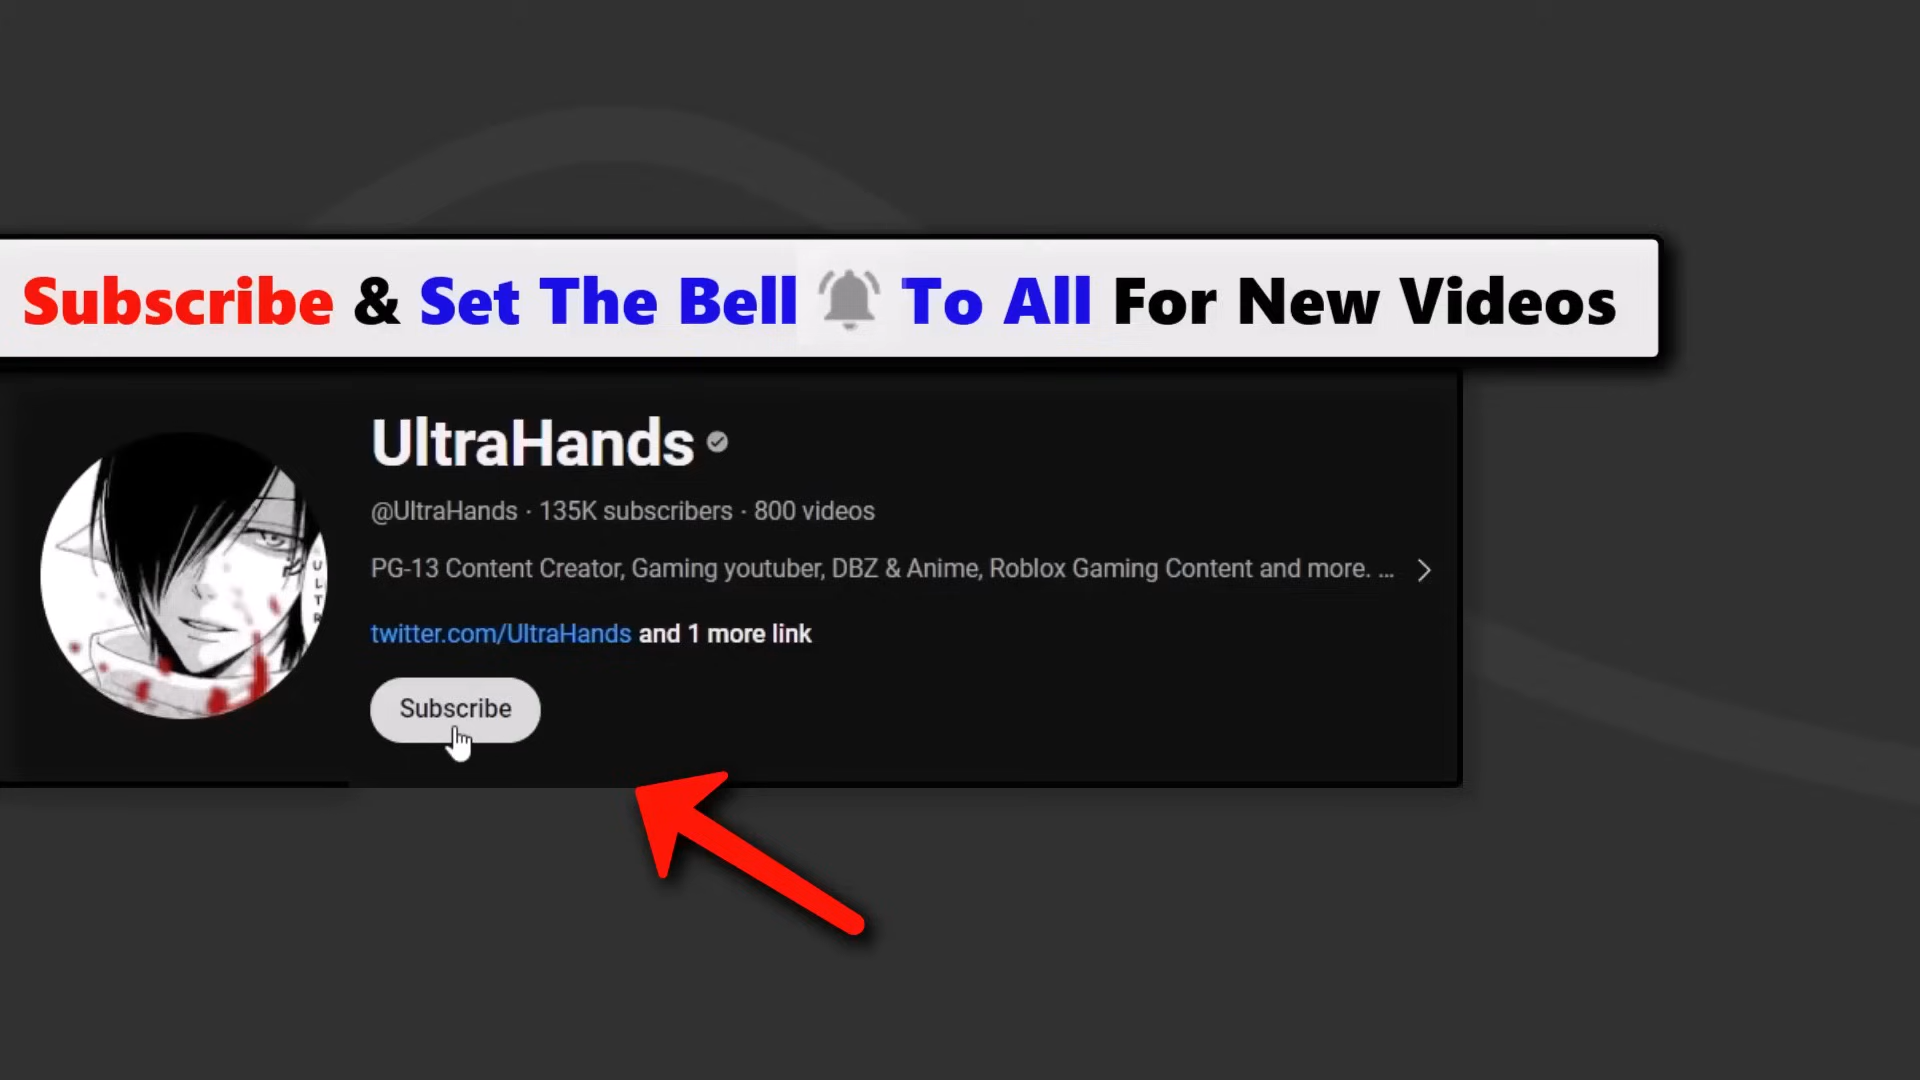 Subscribe & Set The Bell To All For New Videos
UltraHands
@UltraHands · 135K subscribers · 800 videos
PG-13 Content Creator, Gaming youtuber, DBZ & Anime, Roblox Gaming Content and more. ...
twitter.com/UltraHands and 1 more link
Subscribe
ULTR